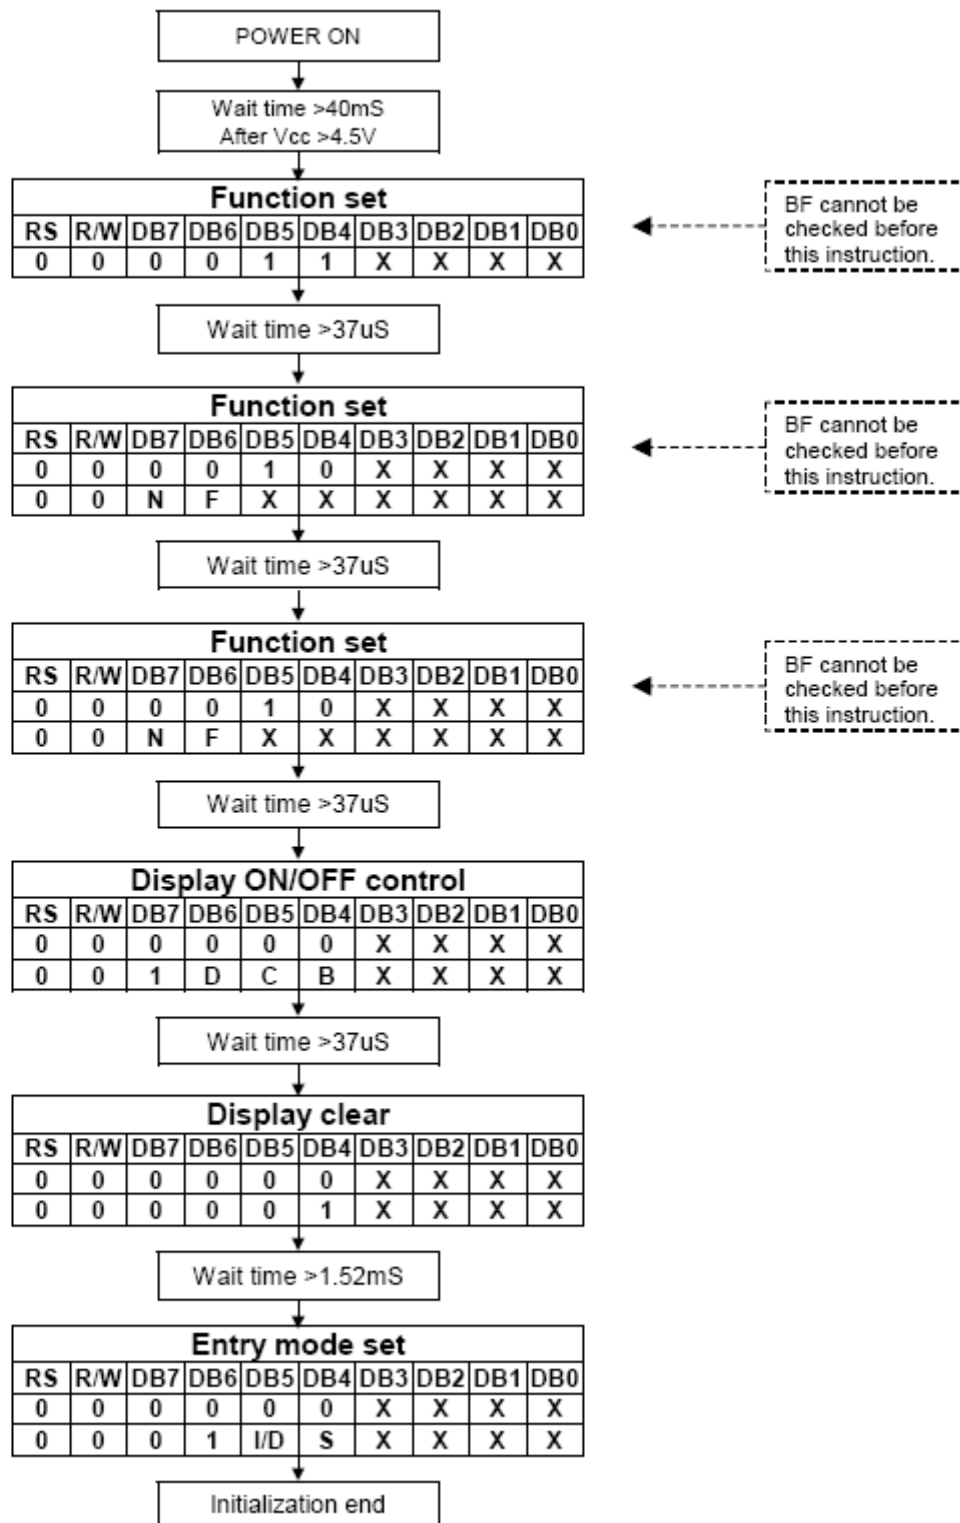 POWER ON
Wait time >40mS
After Vcc >4.5V
Function set
RS R/W DB7 DB6 DB5 DB4 DB3 DB2 DB1 DB0
0 0 0 0 1 1 X X X X
BF cannot be
checked before
this instruction.
Wait time >37uS
Function set
RS R/W DB7 DB6 DB5 DB4 DB3 DB2 DB1 DB0
0 0 0 0 1 0 X X X X
0 0 N F X X X X X X
BF cannot be
checked before
this instruction.
Wait time >37uS
Function set
RS R/W DB7 DB6 DB5 DB4 DB3 DB2 DB1 DB0
0 0 0 0 1 0 X X X X
0 0 N F X X X X X X
BF cannot be
checked before
this instruction.
Wait time >37uS
Display ON/OFF control
RS R/W DB7 DB6 DB5 DB4 DB3 DB2 DB1 DB0
0 0 0 0 0 0 X X X X
0 0 1 D C B X X X X
Wait time >37uS
Display clear
RS R/W DB7 DB6 DB5 DB4 DB3 DB2 DB1 DB0
0 0 0 0 0 0 X X X X
0 0 0 0 0 1 X X X X
Wait time >1.52mS
Entry mode set
RS R/W DB7 DB6 DB5 DB4 DB3 DB2 DB1 DB0
0 0 0 0 0 0 X X X X
0 0 0 1 I/D S X X X X
Initialization end